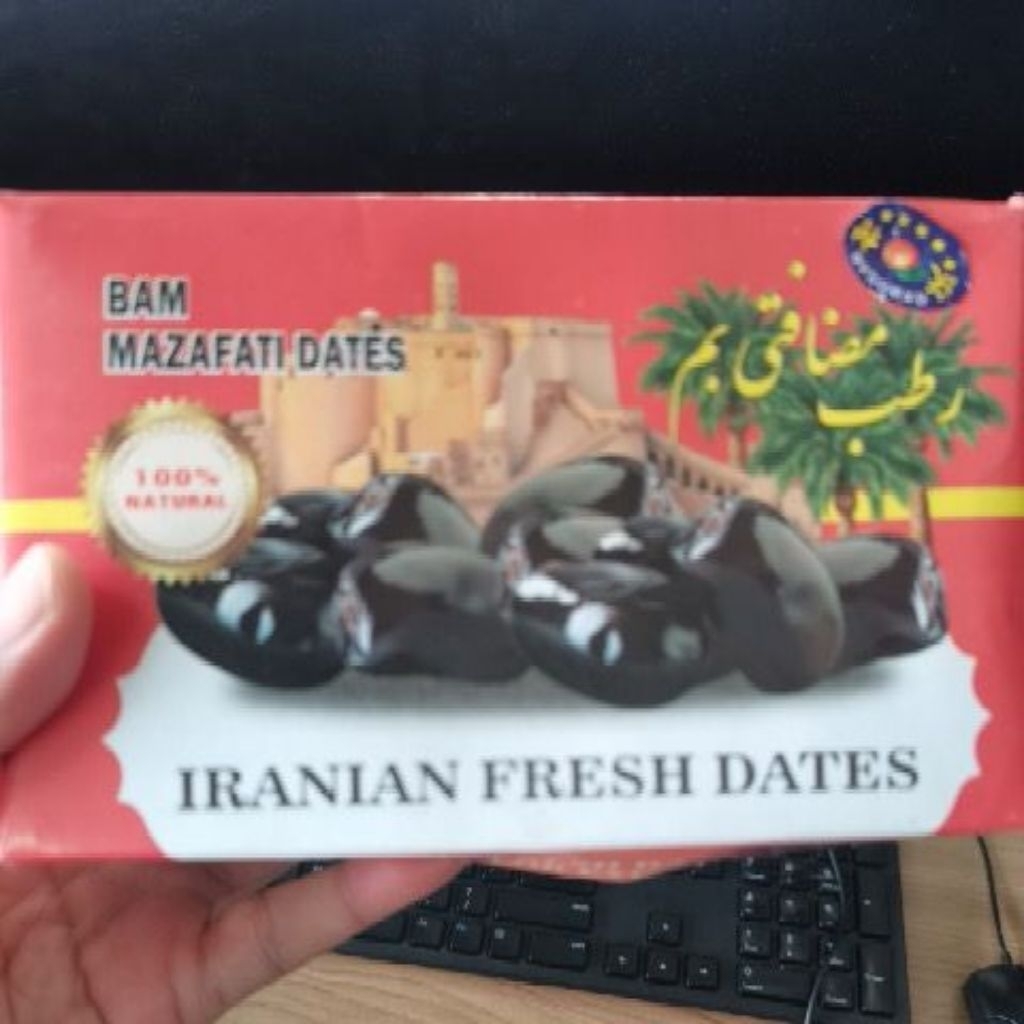 BAM
MAZAFATI DATES
رطب مضافتی بم
100%
NATURAL
IRANIAN FRESH DATES